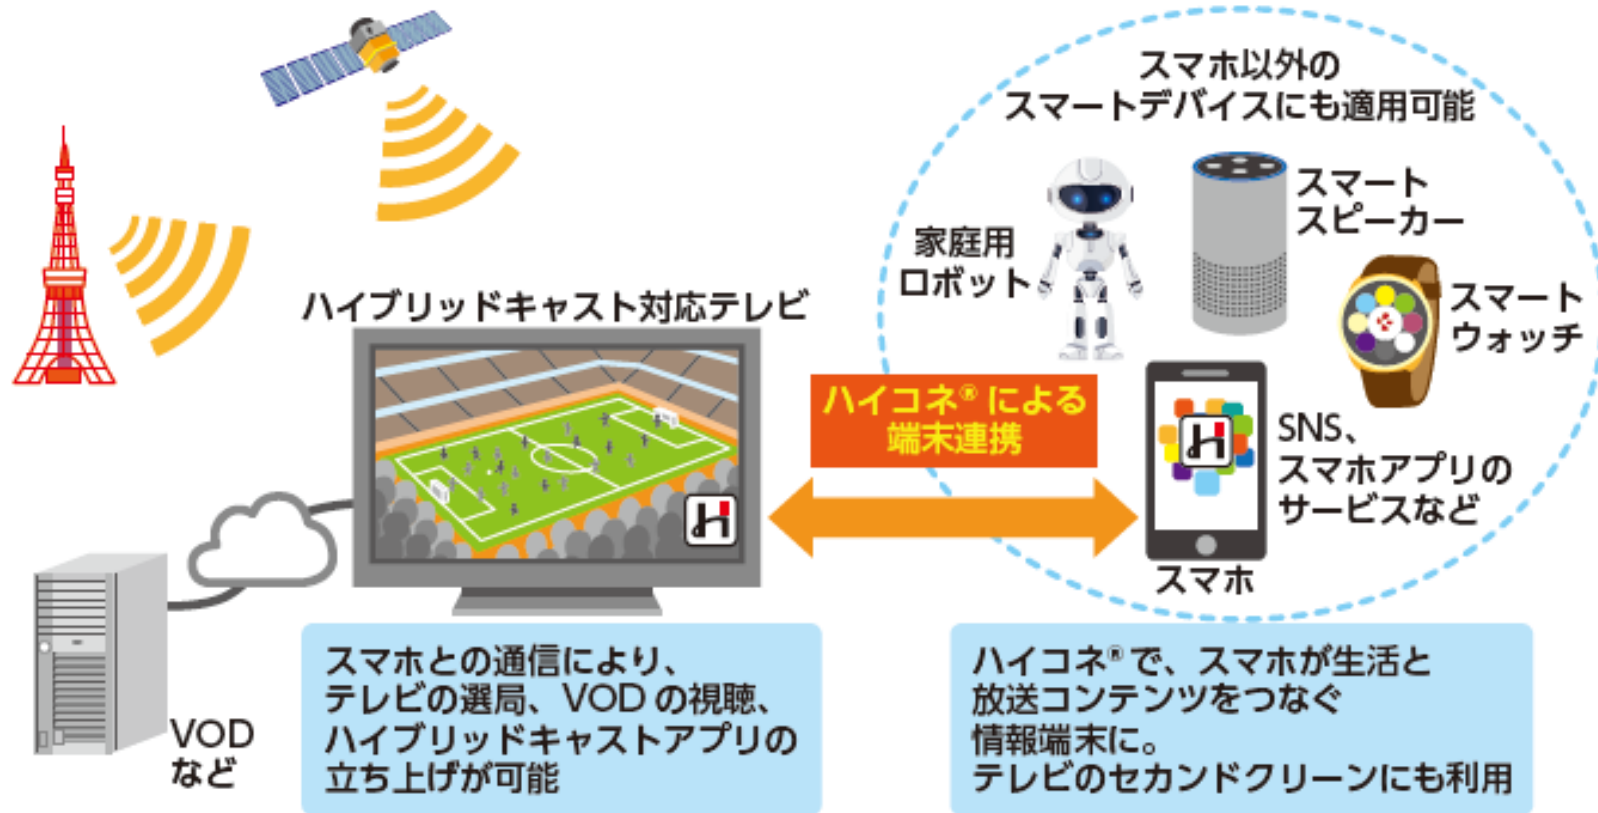 スマホ以外の
スマートデバイスにも適用可能
スマート
スピーカー
家庭用
ロボット
スマート
ウォッチ
ハイブリッドキャスト対応テレビ
ハイコネ®による
端末連携
SNS、
スマホアプリの
サービスなど
スマホ
VOD
など
スマホとの通信により、
テレビの選局、VODの視聴、
ハイブリッドキャストアプリの
立ち上げが可能
ハイコネ®で、スマホが生活と
放送コンテンツをつなぐ
情報端末に。
テレビのセカンドクリーンにも利用